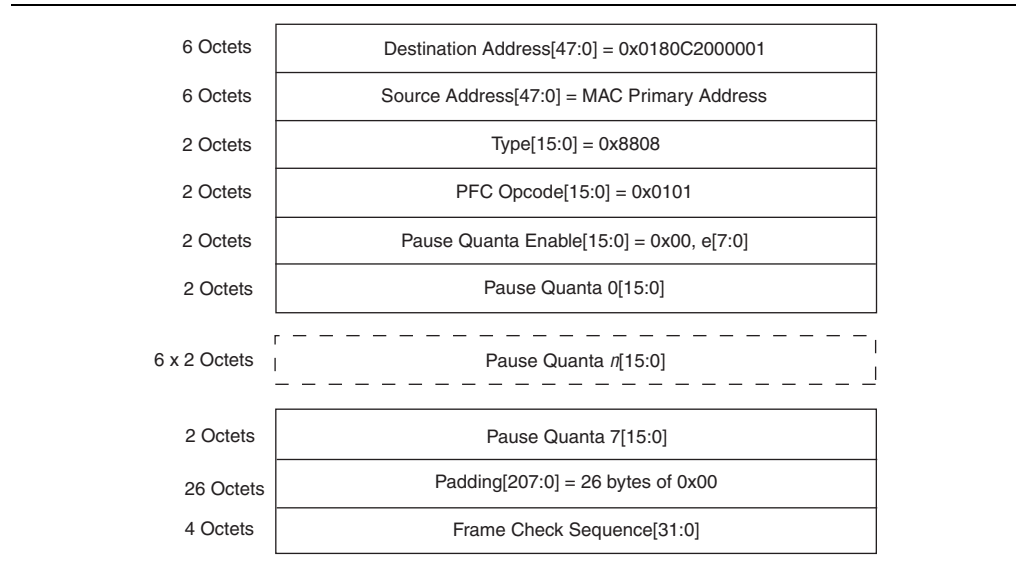 6 Octets Destination Address[47:0] = 0x0180C2000001
6 Octets Source Address[47:0] = MAC Primary Address
2 Octets Type[15:0] = 0x8808
2 Octets PFC Opcode[15:0] = 0x0101
2 Octets Pause Quanta Enable[15:0] = 0x00, e[7:0]
2 Octets Pause Quanta 0[15:0]
6 x 2 Octets Pause Quanta n[15:0]
2 Octets Pause Quanta 7[15:0]
26 Octets Padding[207:0] = 26 bytes of 0x00
4 Octets Frame Check Sequence[31:0]